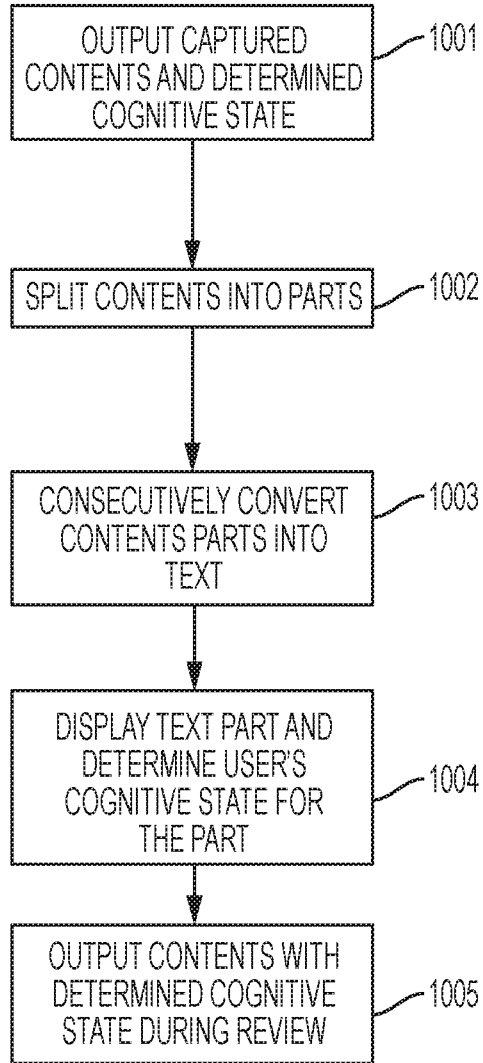 OUTPUT CAPTURED
CONTENTS AND DETERMINED
COGNITIVE STATE
1001
SPLIT CONTENTS INTO PARTS
1002
CONSECUTIVELY CONVERT
CONTENTS PARTS INTO
TEXT
1003
DISPLAY TEXT PART AND
DETERMINE USER'S
COGNITIVE STATE FOR
THE PART
1004
OUTPUT CONTENTS WITH
DETERMINED COGNITIVE
STATE DURING REVIEW
1005